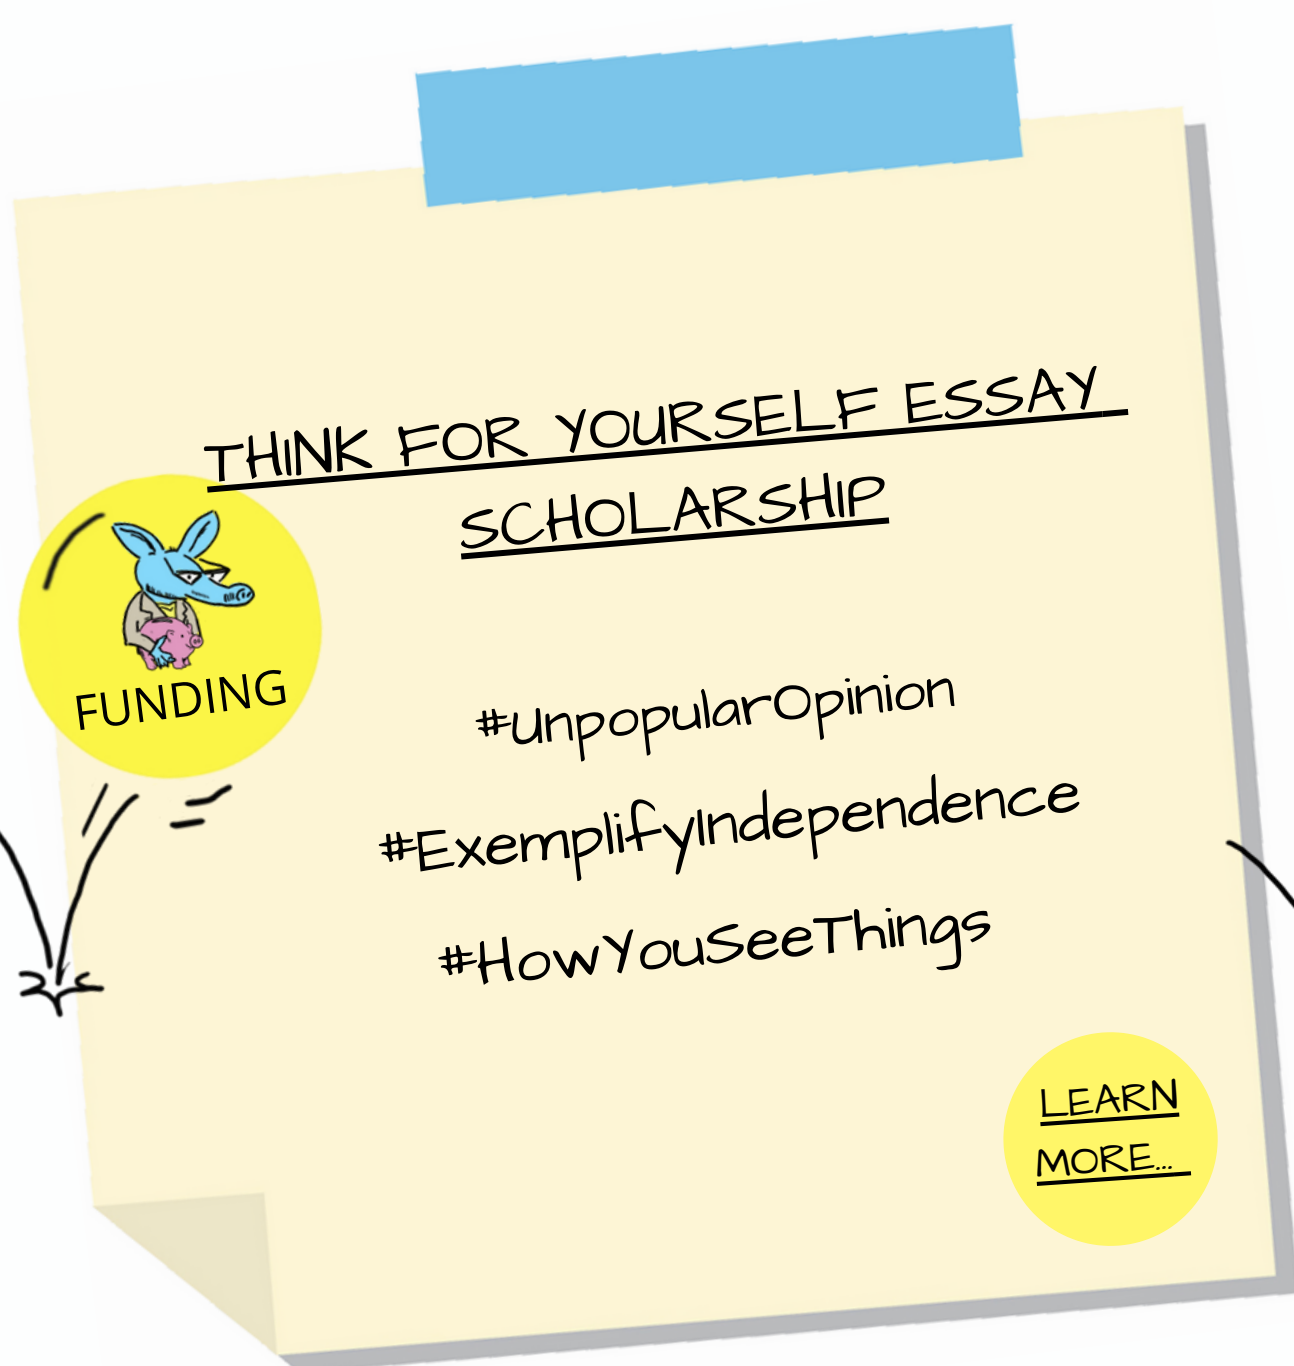 THINK FOR YOURSELF ESSAY
SCHOLARSHIP
FUNDING
#UnpopularOpinion
#ExemplifyIndependence
#HowYouSeeThings
LEARN
MORE...